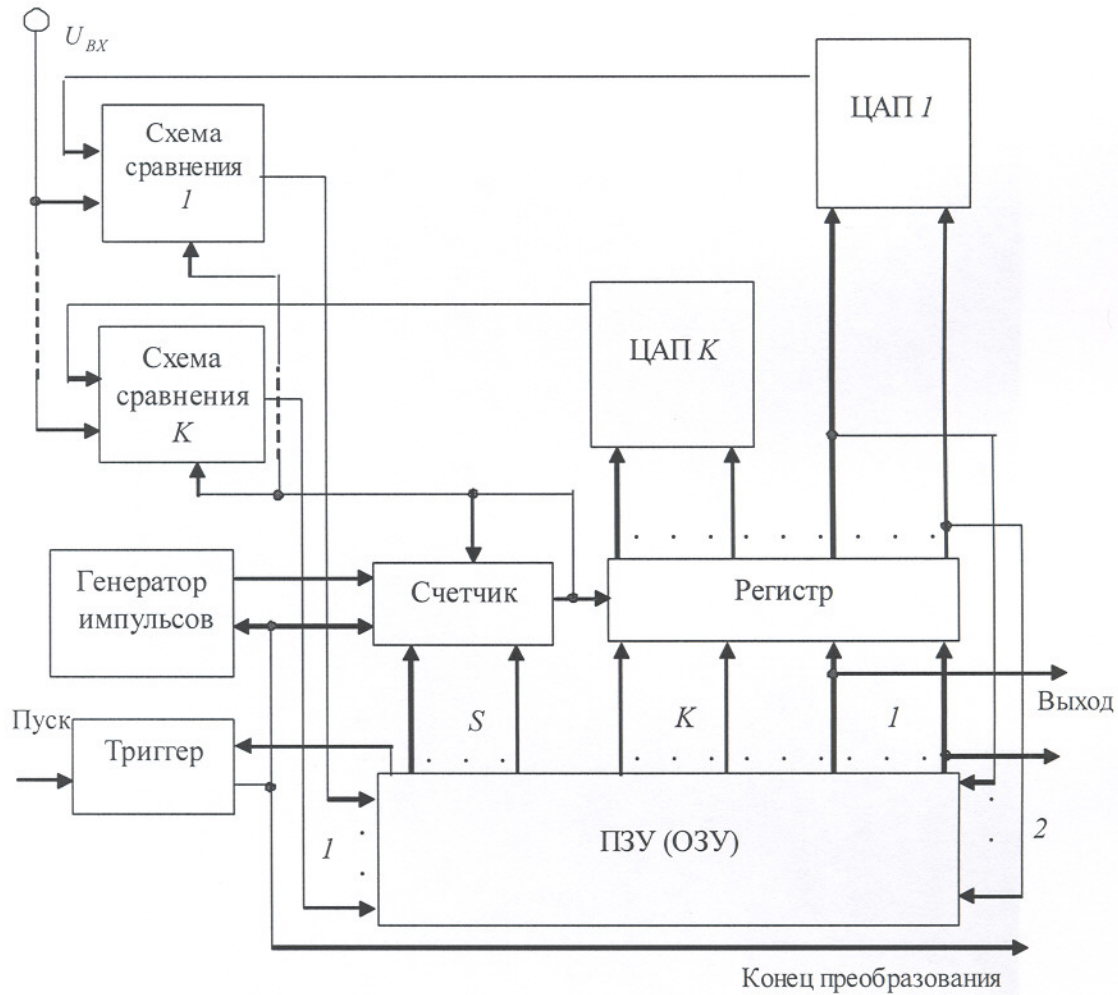 U ВХ
ЦАП 1
Схема
сравнения
1
ЦАП K
Схема
сравнения
K
Генератор
импульсов
Счетчик
Регистр
Пуск
Триггер
S
K
1
Выход
1
ПЗУ (ОЗУ)
2
Конец преобразования